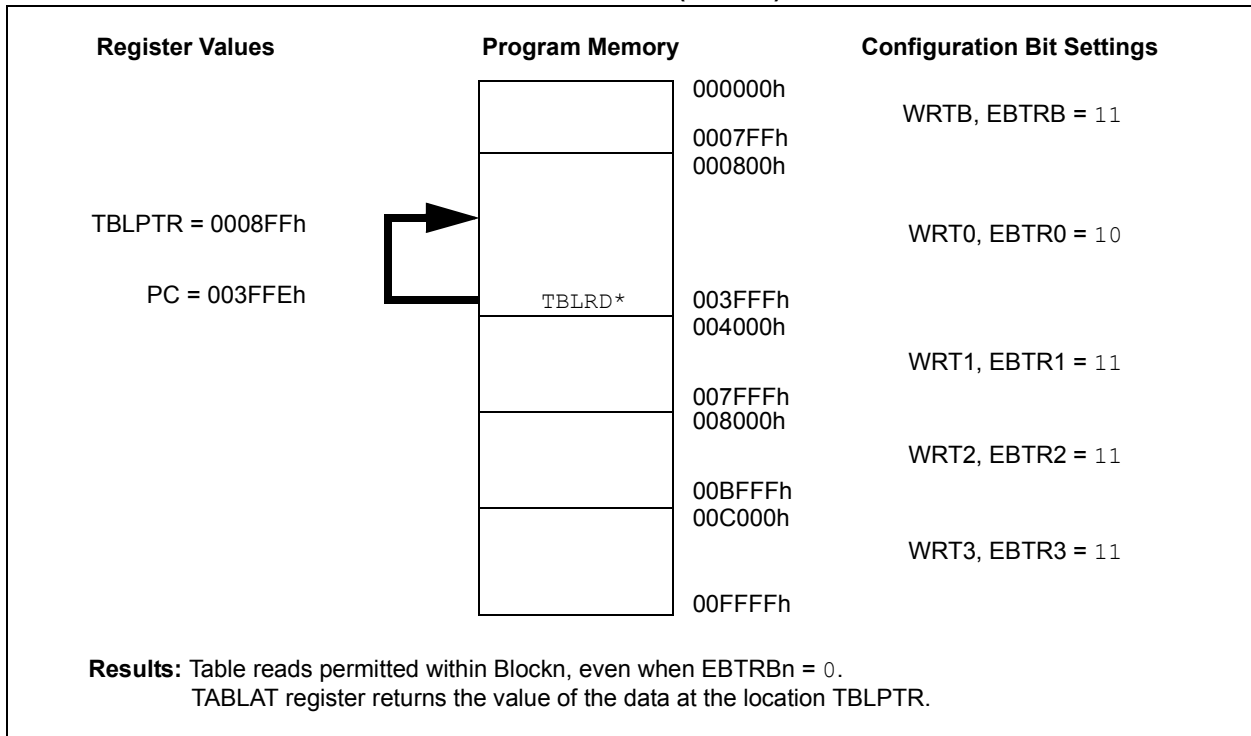 Register Values Program Memory Configuration Bit Settings
000000h
WRTB, EBTRB = 11
0007FFh
000800h
TBLPTR = 0008FFh
WRT0, EBTR0 = 10
PC = 003FFEh
TBLRD*
003FFFh
004000h
WRT1, EBTR1 = 11
007FFFh
008000h
WRT2, EBTR2 = 11
00BFFFh
00C000h
WRT3, EBTR3 = 11
00FFFFh
Results: Table reads permitted within Blockn, even when EBTRBn = 0.
TABLAT register returns the value of the data at the location TBLPTR.